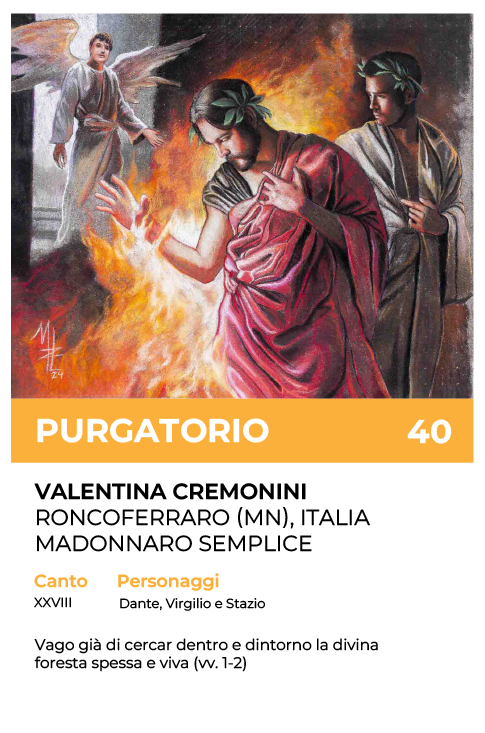 24
PURGATORIO 40
VALENTINA CREMONINI
RONCOFERRARO (MN), ITALIA
MADONNARO SEMPLICE
Canto Personaggi
XXVIII Dante, Virgilio e Stazio
Vago già di cercar dentro e dintorno la divina
foresta spessa e viva (vv. 1-2)